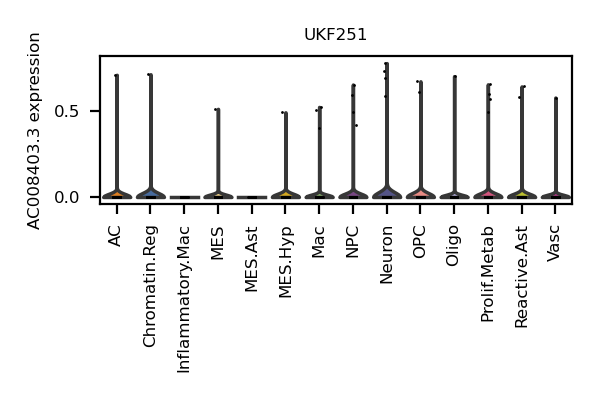 UKF251
AC008403.3 expression
0.5
0.0
AC
Chromatin.Reg
Inflammatory.Mac
MES
MES.Ast
MES.Hyp
Mac
NPC
Neuron
OPC
Oligo
Prolif.Metab
Reactive.Ast
Vasc